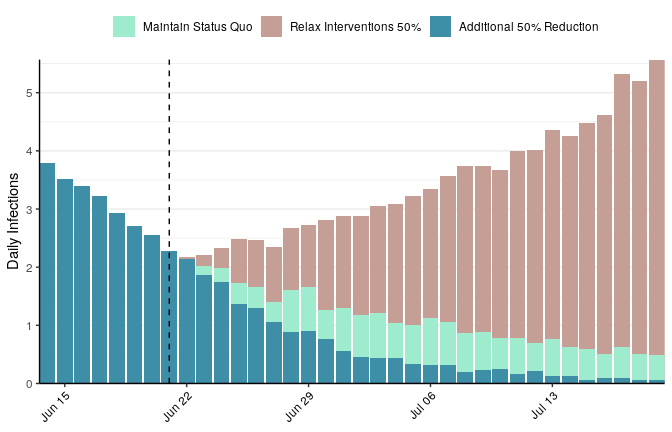 Maintain Status Quo Relax Interventions 50% Additional 50% Reduction
Daily Infections
5
4
3
2
1
0
Jun 15 Jun 22 Jun 29 Jul 06 Jul 13